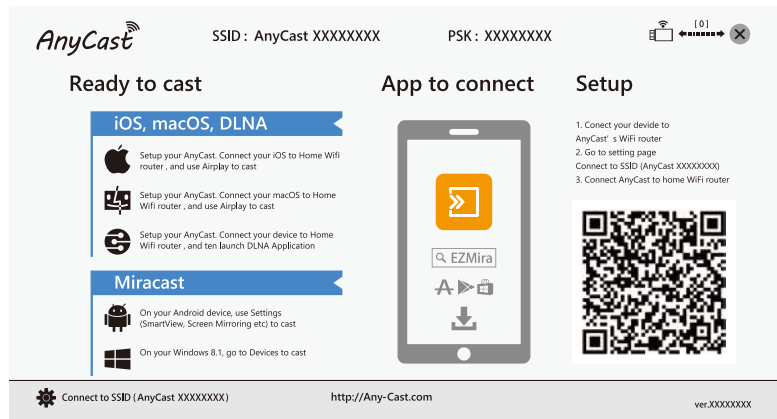 AnyCast
SSID : AnyCast XXXXXXXX
PSK : XXXXXXXX
[0]
Ready to cast
iOS, macOS, DLNA
Setup your AnyCast. Connect your iOS to Home Wifi
router , and use Airplay to cast
Setup your AnyCast. Connect your macOS to Home
Wifi router , and use Airplay to cast
Setup your AnyCast. Connect your device to Home
Wifi router , and ten launch DLNA Application
Miracast
On your Android device, use Settings
(SmartView, Screen Mirroring etc) to cast
On your Windows 8.1, go to Devices to cast
App to connect
EZMira
Setup
1. Conect your devide to
AnyCast' s WiFi router
2. Go to setting page
Connect to SSID (AnyCast XXXXXXXX)
3. Connect AnyCast to home WiFi router
Connect to SSID ( AnyCast XXXXXXXX )
http://Any-Cast.com
ver.XXXXXXXX